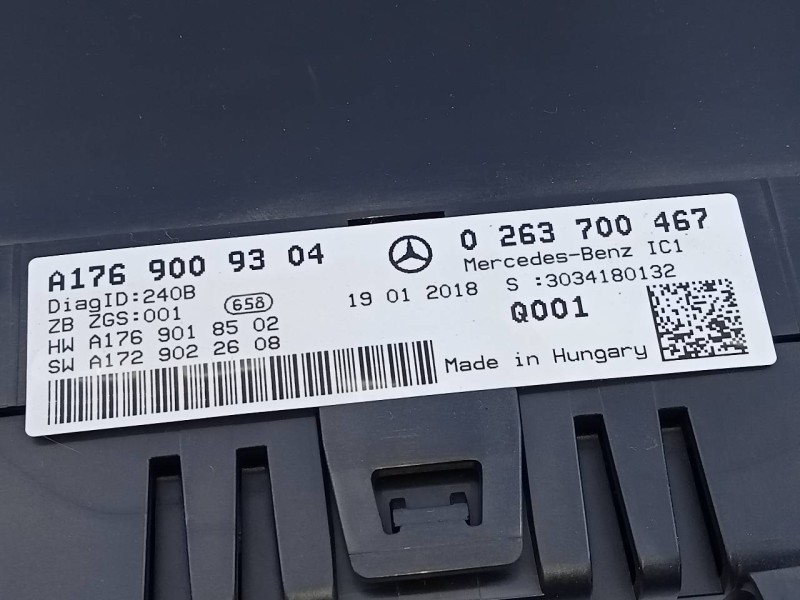 A176 900 93 04
DiagID:240B
658
ZB ZGS:001
HW A176 901 85 02
SW A172 902 26 08
19 01 2018
0 263 700 467
Mercedes-Benz IC1
S :3034180132
Q001
Made in Hungary